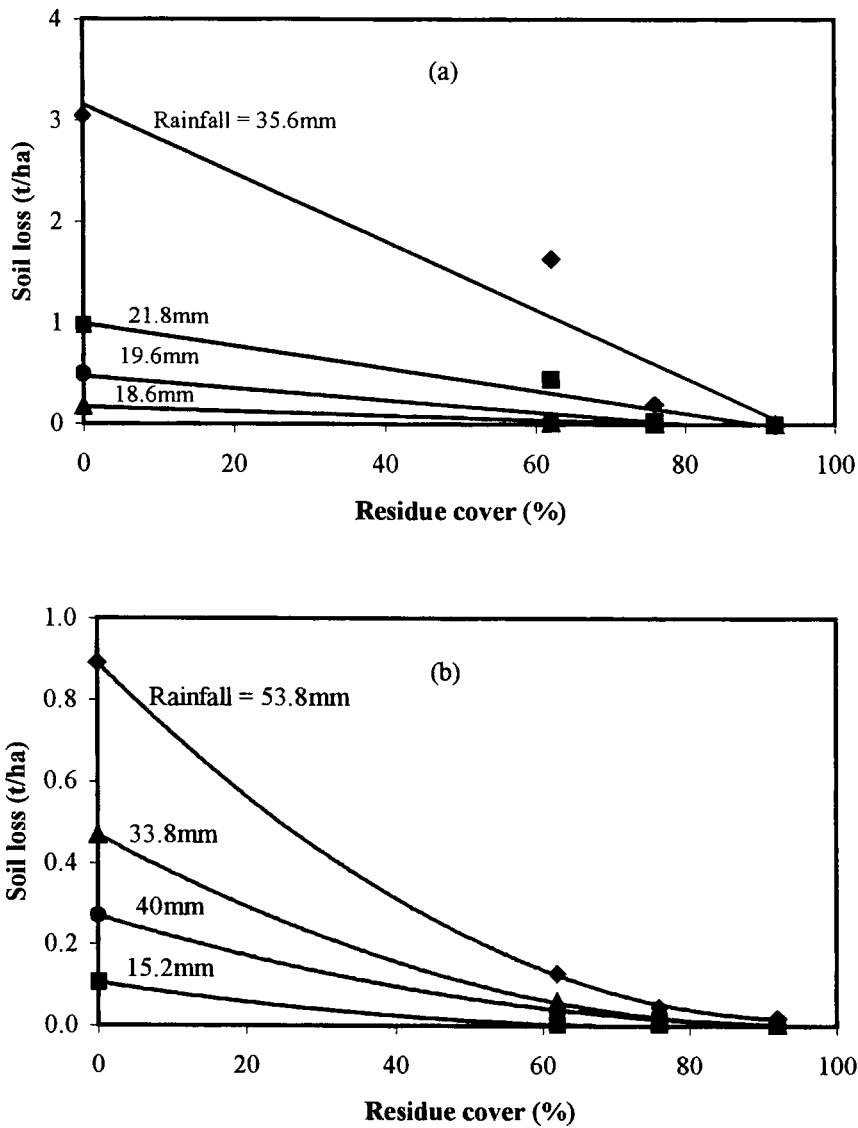 (a)
4
3
2
1
0
Soil loss (t/ha)
Rainfall = 35.6mm
21.8mm
19.6mm
18.6mm
0 20 40 60 80 100
Residue cover (%)
(b)
1.0
0.8
0.6
0.4
0.2
0.0
Soil loss (t/ha)
Rainfall = 53.8mm
33.8mm
40mm
15.2mm
0 20 40 60 80 100
Residue cover (%)